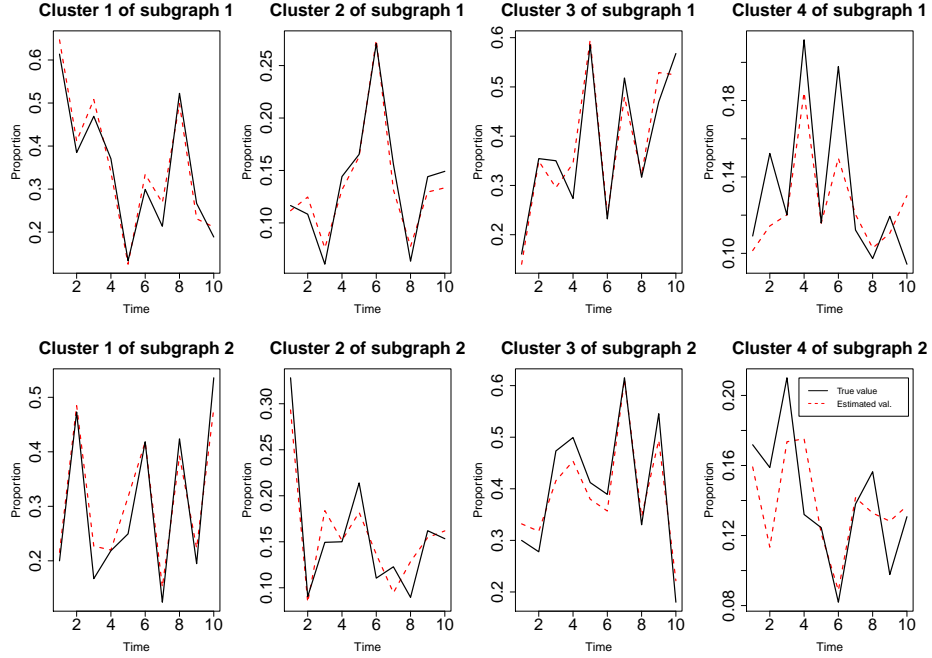 Cluster 1 of subgraph 1
Proportion
0.2 0.3 0.4 0.5 0.6
2 4 6 8 10
Time
Cluster 2 of subgraph 1
Proportion
0.10 0.15 0.20 0.25
2 4 6 8 10
Time
Cluster 3 of subgraph 1
Proportion
0.2 0.3 0.4 0.5 0.6
2 4 6 8 10
Time
Cluster 4 of subgraph 1
Proportion
0.10 0.14 0.18
2 4 6 8 10
Time
Cluster 1 of subgraph 2
Proportion
0.2 0.3 0.4 0.5
2 4 6 8 10
Time
Cluster 2 of subgraph 2
Proportion
0.10 0.15 0.20 0.25 0.30
2 4 6 8 10
Time
Cluster 3 of subgraph 2
Proportion
0.2 0.3 0.4 0.5 0.6
2 4 6 8 10
Time
Cluster 4 of subgraph 2
Proportion
0.08 0.12 0.16 0.20
True value
Estimated val.
2 4 6 8 10
Time